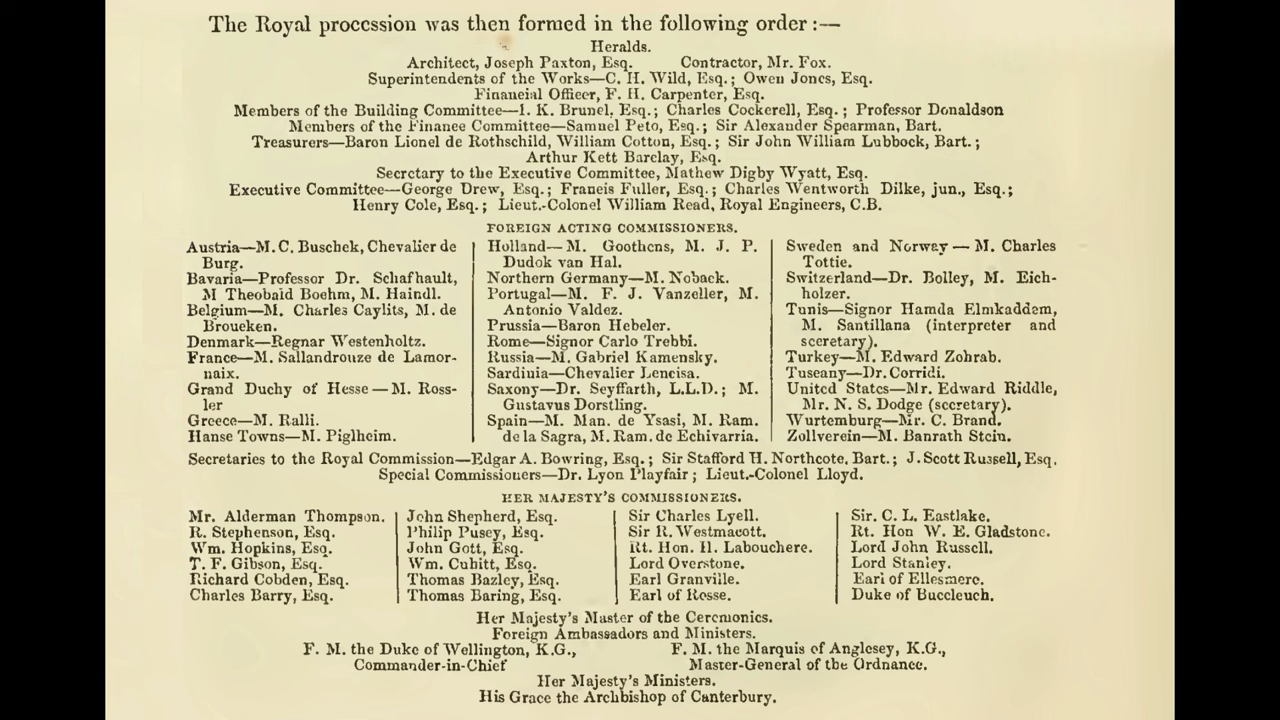 The Royal procession was then formed in the following order :—
Heralds.
Architect, Joseph Paxton, Esq. Contractor, Mr. Fox.
Superintendents of the Works—C. H. Wild, Esq.; Owen Jones, Esq.
Financial Officer, F. H. Carpenter, Esq.
Members of the Building Committee—I. K. Brunel, Esq.; Charles Cockerell, Esq.; Professor Donaldson
Members of the Finance Committee—Samuel Peto, Esq.; Sir Alexander Spearman, Bart.
Treasurers—Baron Lionel de Rothschild, William Cotton, Esq.; Sir John William Lubbock, Bart.;
Arthur Kett Barclay, Esq.
Secretary to the Executive Committee, Mathew Digby Wyatt, Esq.
Executive Committee—George Drew, Esq.; Francis Fuller, Esq.; Charles Wentworth Dilke, jun., Esq.;
Henry Cole, Esq.; Lieut.-Colonel William Read, Royal Engineers, C.B.
FOREIGN ACTING COMMISSIONERS.
Austria—M. C. Buschek, Chevalier de
Burg.
Bavaria—Professor Dr. Schafhault,
M Theobald Boehm, M. Haindl.
Belgium—M. Charles Caylits, M. de
Broueken.
Denmark—Regnar Westenholtz.
France—M. Sallandrouze de Lamor-
naix.
Grand Duchy of Hesse—M. Ross-
ler
Greece—M. Ralli.
Hanse Towns—M. Piglheim.
Holland—M. Goothens, M. J. P.
Dudok van Hal.
Northern Germany—M. Noback.
Portugal—M. F. J. Vanzeller, M.
Antonio Valdez.
Prussia—Baron Hebeler.
Rome—Signor Carlo Trebbi.
Russia—M. Gabriel Kamensky.
Sardinia—Chevalier Lencisa.
Saxony—Dr. Seyffarth, L.L.D.; M.
Gustavus Dorstling.
Spain—M. Man. de Ysasi, M. Ram.
de la Sagra, M. Ram. de Echivarria.
Sweden and Norway—M. Charles
Tottie.
Switzerland—Dr. Bolley, M. Eich-
holzer.
Tunis—Signor Hamda Elmkaddem,
M. Santillana (interpreter and
secretary).
Turkey—M. Edward Zohrab.
Tuscany—Dr. Corridi.
United States—Mr. Edward Riddle,
Mr. N. S. Dodge (secretary).
Wurtemburg—Mr. C. Brand.
Zollverein—M. Banrath Stein.
Secretaries to the Royal Commission—Edgar A. Bowring, Esq.; Sir Stafford H. Northcote, Bart.; J. Scott Russell, Esq.
Special Commissioners—Dr. Lyon Playfair; Lieut.-Colonel Lloyd.
HER MAJESTY'S COMMISSIONERS.
Mr. Alderman Thompson.
R. Stephenson, Esq.
Wm. Hopkins, Esq.
T. F. Gibson, Esq.
Richard Cobden, Esq.
Charles Barry, Esq.
John Shepherd, Esq.
Philip Pusey, Esq.
John Gott, Esq.
Wm. Cubitt, Esq.
Thomas Bazley, Esq.
Thomas Baring, Esq.
Sir Charles Lyell.
Sir R. Westmacott.
Rt. Hon. H. Labouchere.
Lord Overstone.
Earl Granville.
Earl of Rosse.
Sir. C. L. Eastlake.
Rt. Hon W. E. Gladstone.
Lord John Russell.
Lord Stanley.
Earl of Ellesmere.
Duke of Buccleuch.
Her Majesty's Master of the Ceremonies.
Foreign Ambassadors and Ministers.
F. M. the Duke of Wellington, K.G., F. M. the Marquis of Anglesey, K.G.,
Commander-in-Chief Master-General of the Ordnance.
Her Majesty's Ministers.
His Grace the Archbishop of Canterbury.